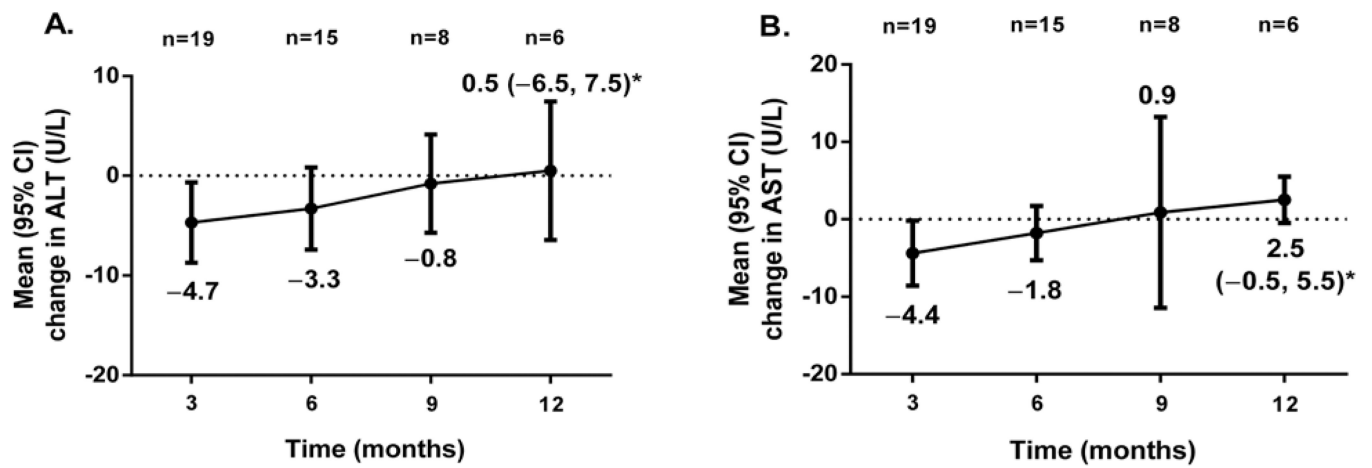 A.
n=19 n=15 n=8 n=6
Mean (95% CI)
change in ALT (U/L)
10
0
-10
-20
0.5 (−6.5, 7.5)*
−4.7
−3.3
−0.8
3 6 9 12
Time (months)
B.
n=19 n=15 n=8 n=6
Mean (95% CI)
change in AST (U/L)
20
10
0
-10
-20
0.9
−4.4
−1.8
2.5
(−0.5, 5.5)*
3 6 9 12
Time (months)